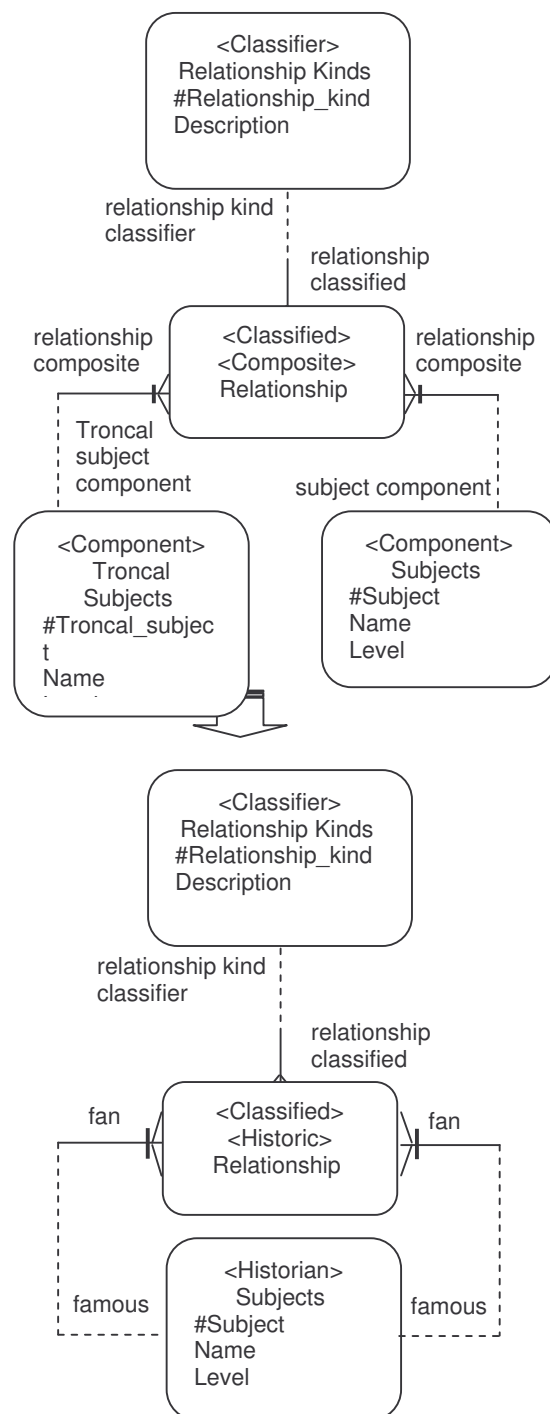 <Classifier>
Relationship Kinds
#Relationship_kind
Description
relationship kind
classifier
relationship
classified
relationship
composite
<Classified>
<Composite>
Relationship
relationship
composite
Troncal
subject
component
subject component
<Component>
Troncal
Subjects
#Troncal_subjec
t
Name
<Component>
Subjects
#Subject
Name
Level
<Classifier>
Relationship Kinds
#Relationship_kind
Description
relationship kind
classifier
relationship
classified
fan
<Classified>
<Historic>
Relationship
fan
famous
<Historian>
Subjects
#Subject
Name
Level
famous